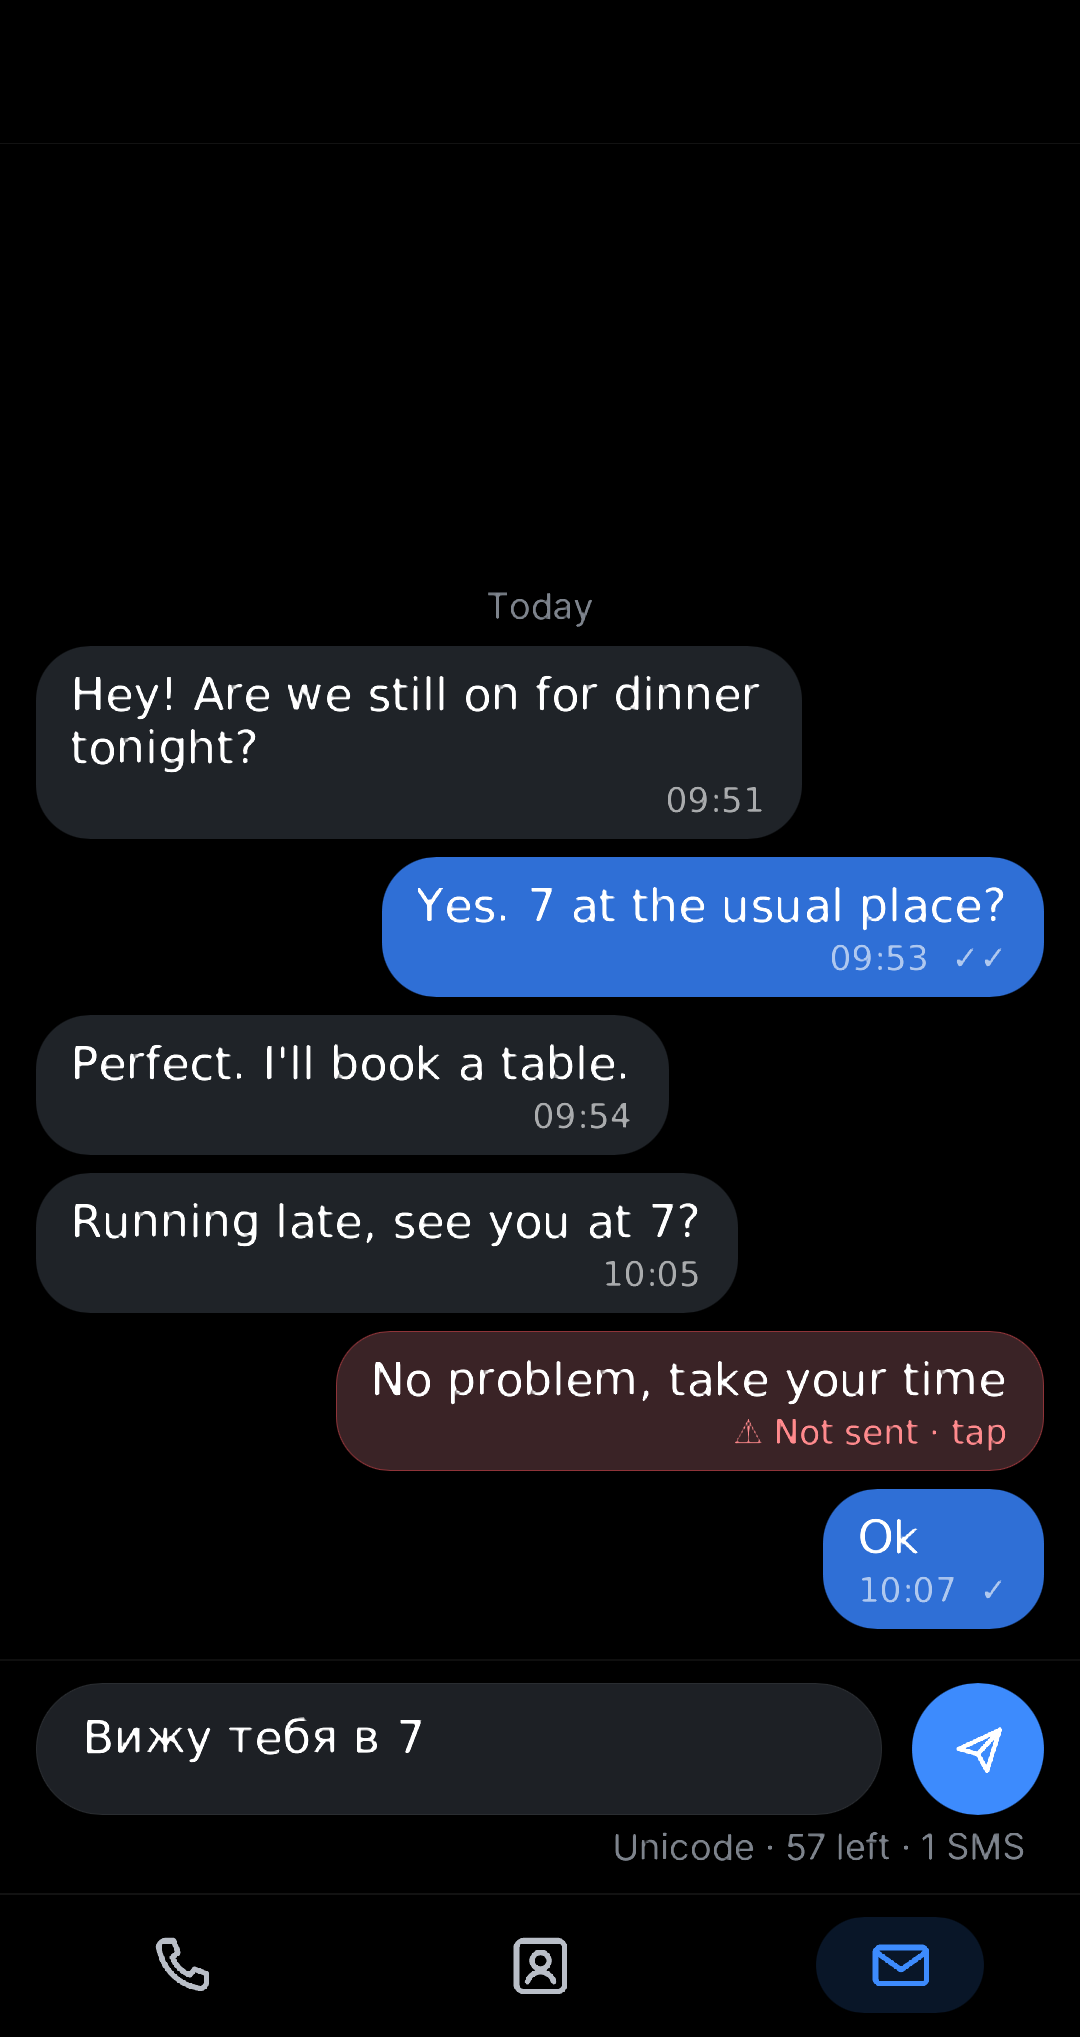 Today
Hey! Are we still on for dinner
tonight?
09:51
Yes. 7 at the usual place?
09:53 ✓✓
Perfect. I'll book a table.
09:54
Running late, see you at 7?
10:05
No problem, take your time
⚠ Not sent · tap
Ok
10:07 ✓
Вижу тебя в 7
Unicode · 57 left · 1 SMS